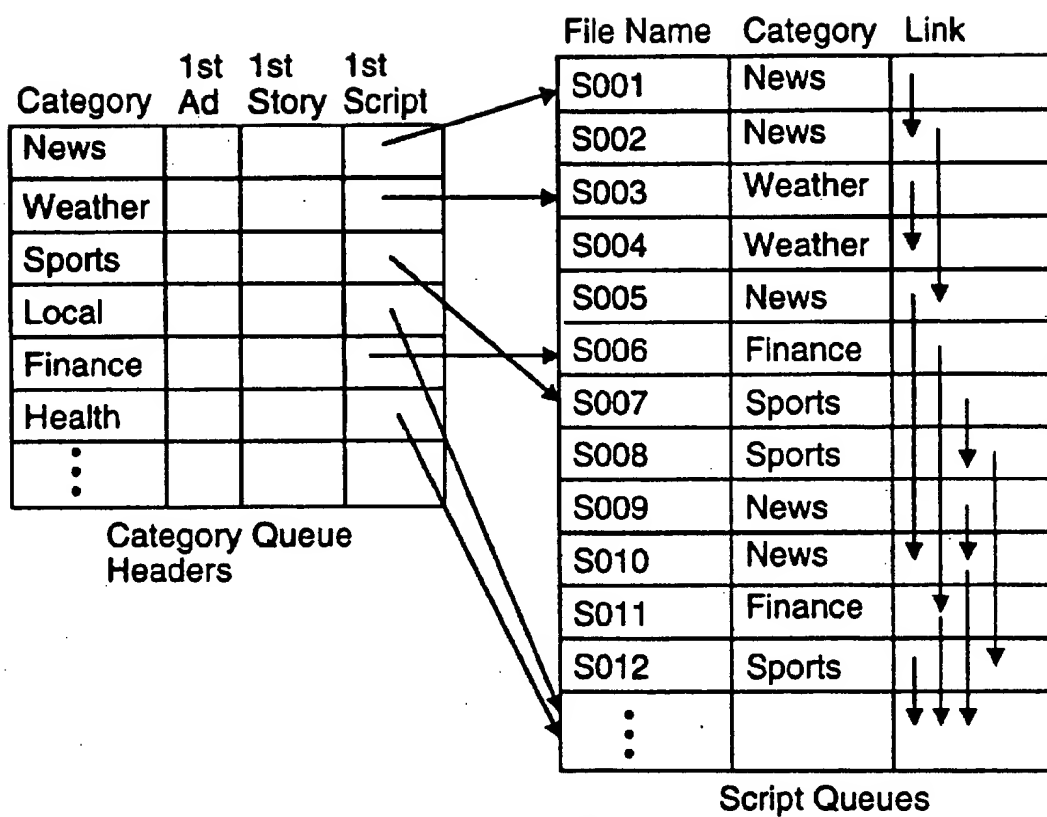 1st 1st 1st
Category Ad Story Script
News
Weather
Sports
Local
Finance
Health
Category Queue
Headers
File Name Category Link
S001 News
S002 News
S003 Weather
S004 Weather
S005 News
S006 Finance
S007 Sports
S008 Sports
S009 News
S010 News
S011 Finance
S012 Sports
Script Queues